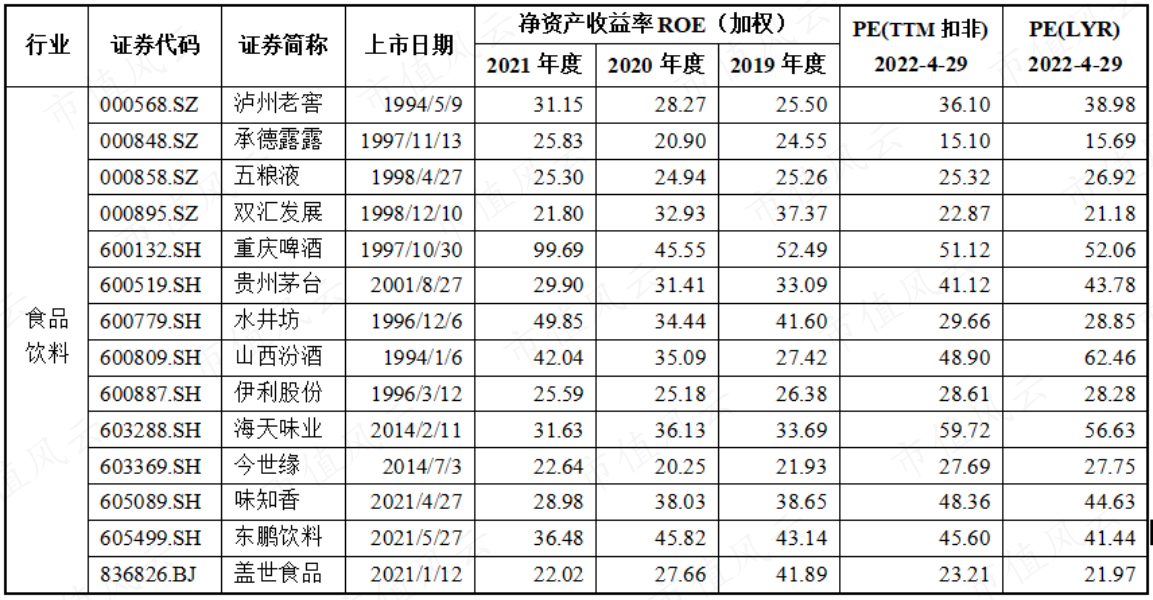 行业 证券代码 证券简称 上市日期 净资产收益率ROE（加权） PE(TTM 扣非) 2022-4-29 PE(LYR) 2022-4-29
2021 年度 2020 年度 2019 年度
食品饮料
000568.SZ 泸州老窖 1994/5/9 31.15 28.27 25.50 36.10 38.98
000848.SZ 承德露露 1997/11/13 25.83 20.90 24.55 15.10 15.69
000858.SZ 五粮液 1998/4/27 25.30 24.94 25.26 25.32 26.92
000895.SZ 双汇发展 1998/12/10 21.80 32.93 37.37 22.87 21.18
600132.SH 重庆啤酒 1997/10/30 99.69 45.55 52.49 51.12 52.06
600519.SH 贵州茅台 2001/8/27 29.90 31.41 33.09 41.12 43.78
600779.SH 水井坊 1996/12/6 49.85 34.44 41.60 29.66 28.85
600809.SH 山西汾酒 1994/1/6 42.04 35.09 27.42 48.90 62.46
600887.SH 伊利股份 1996/3/12 25.59 25.18 26.38 28.61 28.28
603288.SH 海天味业 2014/2/11 31.63 36.13 33.69 59.72 56.63
603369.SH 今世缘 2014/7/3 22.64 20.25 21.93 27.69 27.75
605089.SH 味知香 2021/4/27 28.98 38.03 38.65 48.36 44.63
605499.SH 东鹏饮料 2021/5/27 36.48 45.82 43.14 45.60 41.44
836826.BJ 盖世食品 2021/1/12 22.02 27.66 41.89 23.21 21.97
市值风云